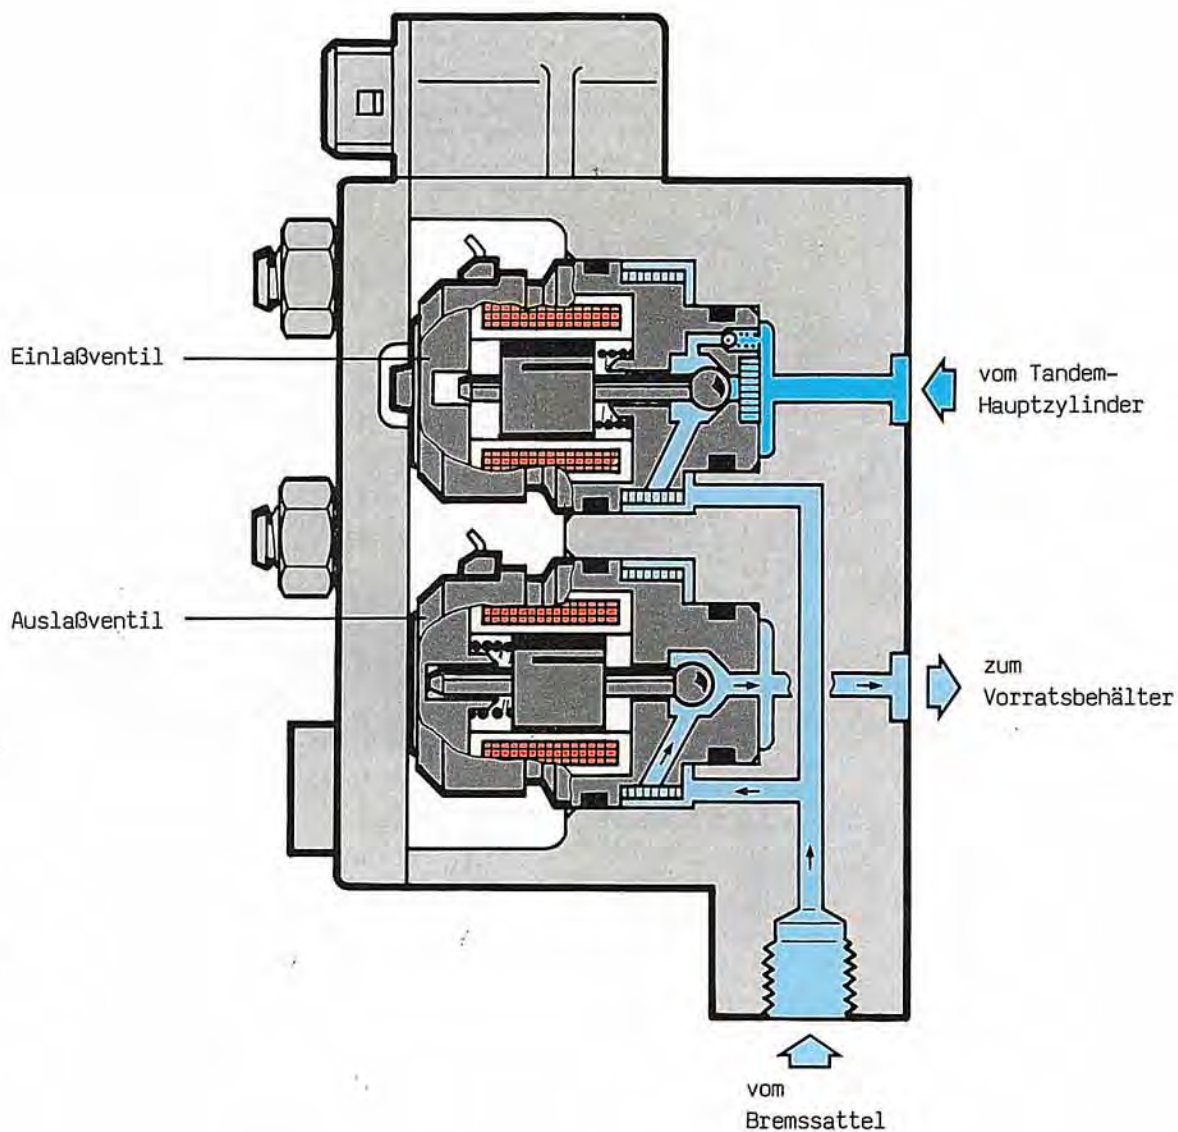 Einlaßventil
vom Tandem-
Hauptzylinder
Auslaßventil
zum
Vorratsbehälter
vom
Bremssattel